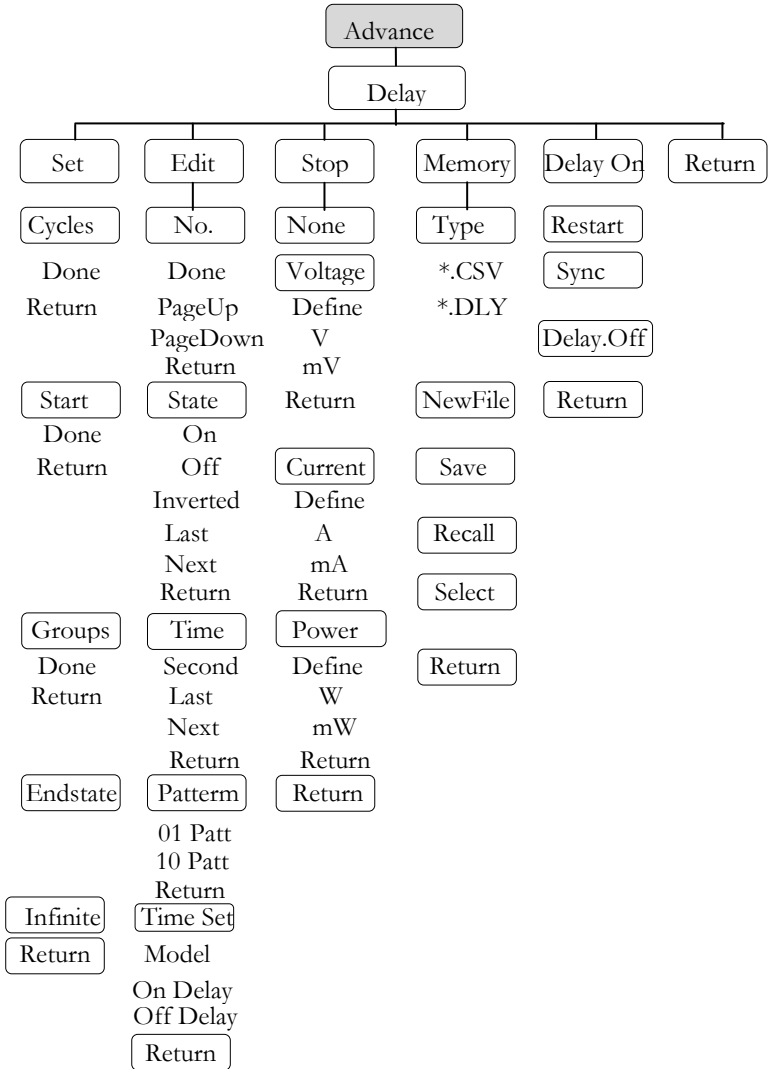 Advance
Delay
Set Edit Stop Memory Delay On Return
Cycles No. None Type Restart
Done Done Voltage *.CSV Sync
Return PageUp Define *.DLY
PageDown V Delay.Off
Return mV
Start State Return NewFile Return
Done On
Return Off Current Save
Inverted Define
Last A Recall
Next mA
Return Return Select
Groups Time Power
Done Second Define Return
Return Last W
Next mW
Return Return
Endstate Patterm Return
01 Patt
10 Patt
Return
Infinite Time Set
Return Model
On Delay
Off Delay
Return